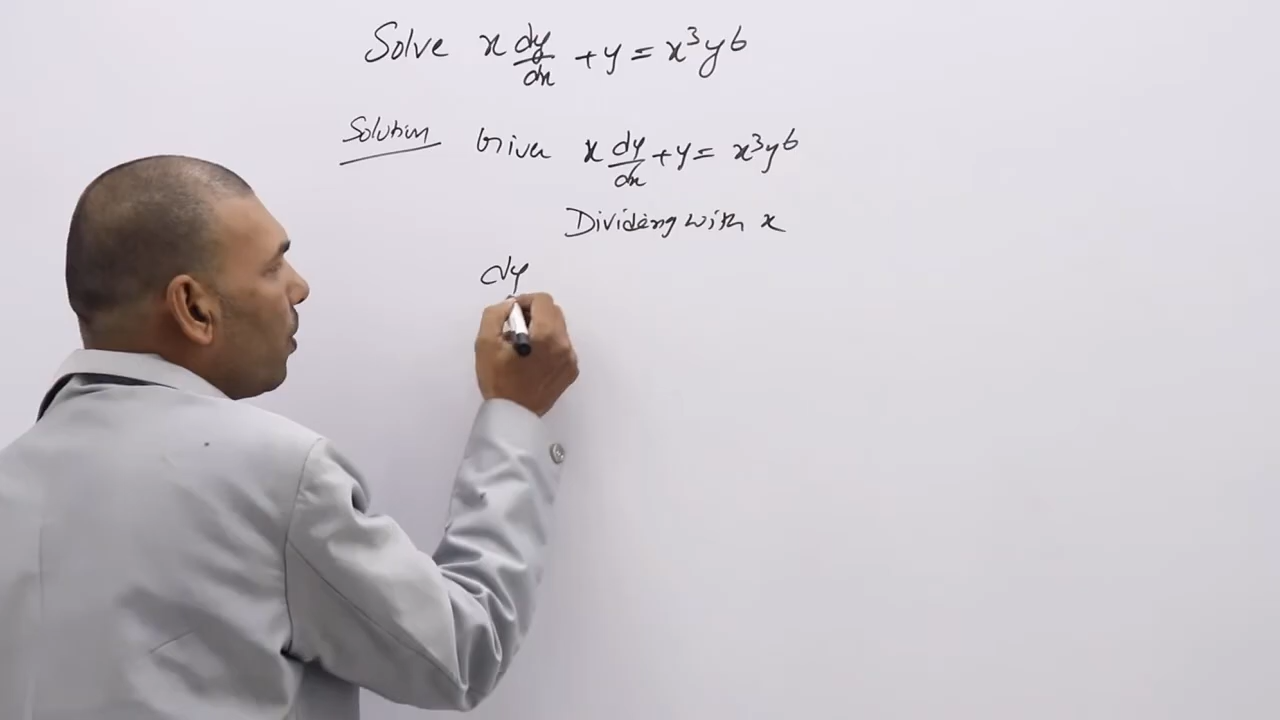 Solve x dy/dx + y = x³y⁶
Solution Given x dy/dx + y = x³y⁶
Dividing with x
dy